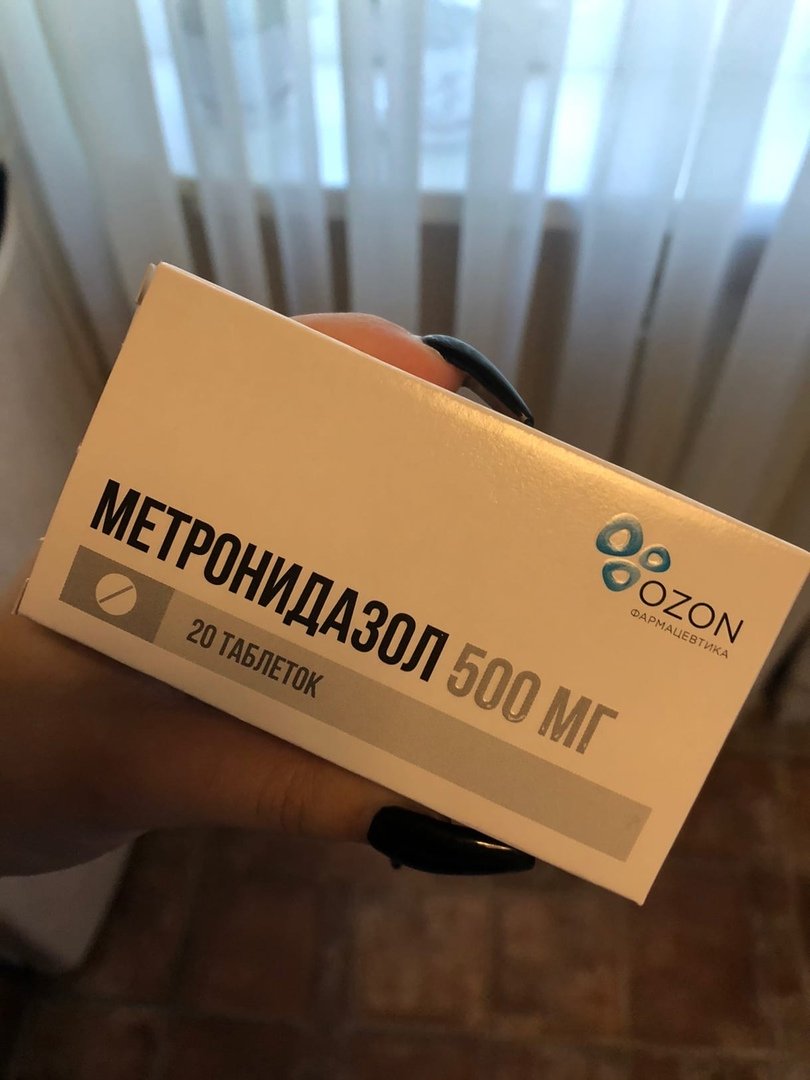 МЕТРОНИДАЗОЛ 500 МГ
20 ТАБЛЕТОК
OZON
ФАРМАЦЕВТИКА